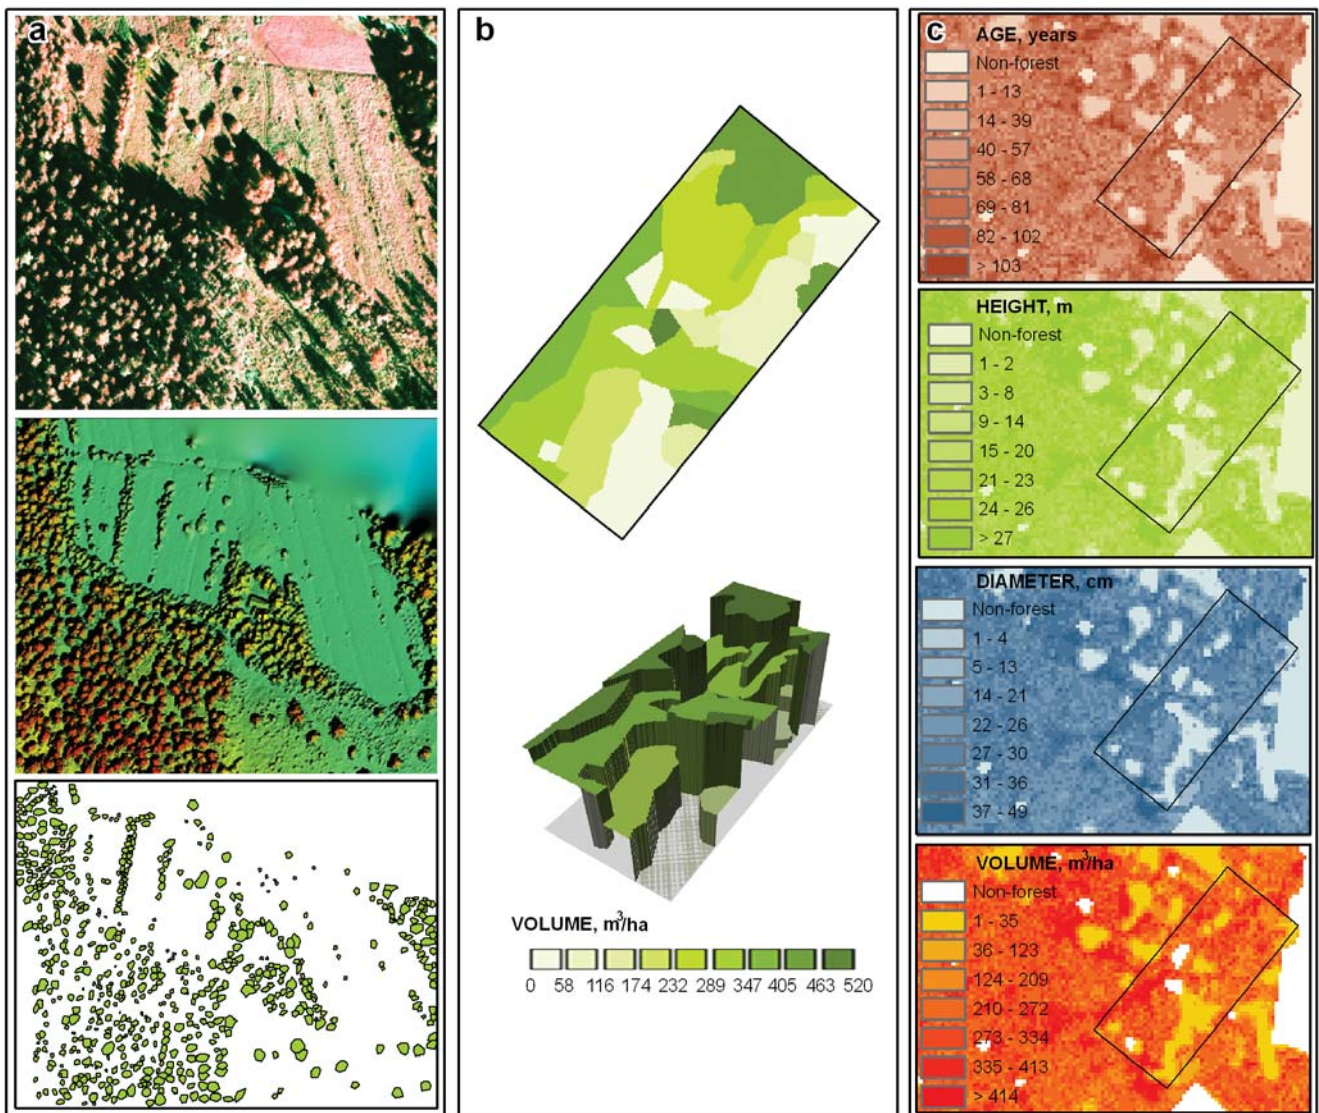 a
b
VOLUME, m³/ha
0 58 116 174 232 289 347 405 463 520
c
AGE, years
Non-forest
1 - 13
14 - 39
40 - 57
58 - 68
69 - 81
82 - 102
> 103
HEIGHT, m
Non-forest
1 - 2
3 - 8
9 - 14
15 - 20
21 - 23
24 - 26
> 27
DIAMETER, cm
Non-forest
1 - 4
5 - 13
14 - 21
22 - 26
27 - 30
31 - 36
37 - 49
VOLUME, m³/ha
Non-forest
1 - 35
36 - 123
124 - 209
210 - 272
273 - 334
335 - 413
> 414